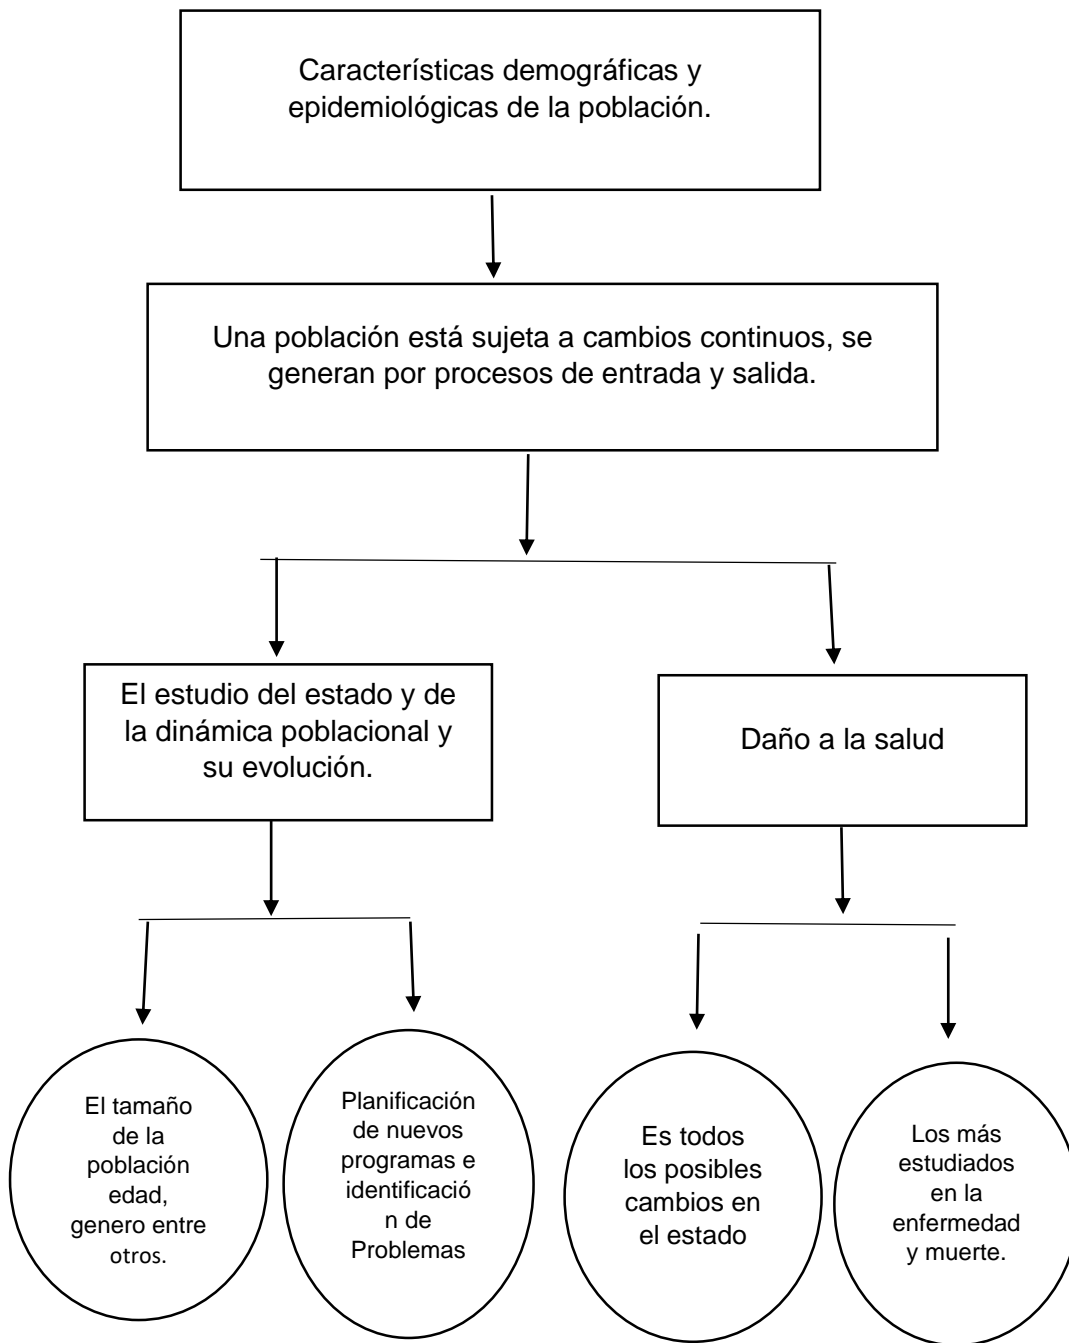 Características demográficas y
epidemiológicas de la población.
Una población está sujeta a cambios continuos, se
generan por procesos de entrada y salida.
El estudio del estado y de
la dinámica poblacional y
su evolución.
Daño a la salud
El tamaño
de la
población
edad,
genero entre
otros.
Planificación
de nuevos
programas e
identificació
n de
Problemas
Es todos
los posibles
cambios en
el estado
Los más
estudiados
en la
enfermedad
y muerte.